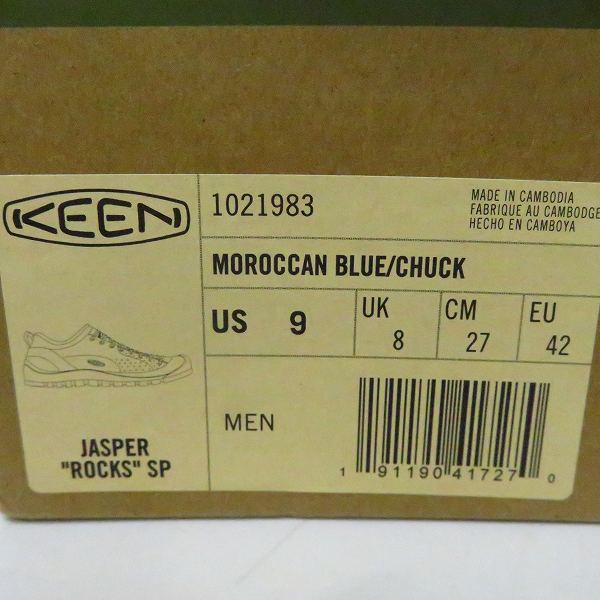 KEEN
1021983
MADE IN CAMBODIA
FABRIQUE AU CAMBODGE
HECHO EN CAMBOYA
MOROCCAN BLUE/CHUCK
US 9
UK 8
CM 27
EU 42
JASPER
"ROCKS" SP
MEN
1 91190 41727 0